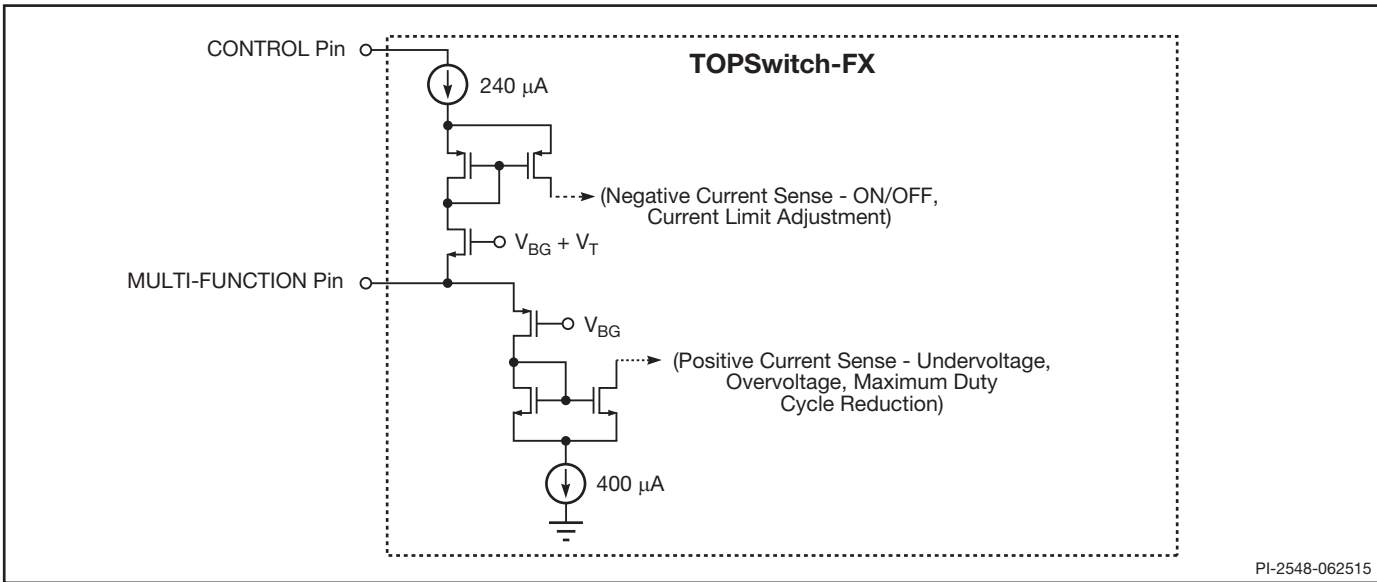 CONTROL Pin
TOPSwitch-FX
240 μA
(Negative Current Sense - ON/OFF,
Current Limit Adjustment)
V_BG + V_T
MULTI-FUNCTION Pin
V_BG
(Positive Current Sense - Undervoltage,
Overvoltage, Maximum Duty
Cycle Reduction)
400 μA
PI-2548-062515